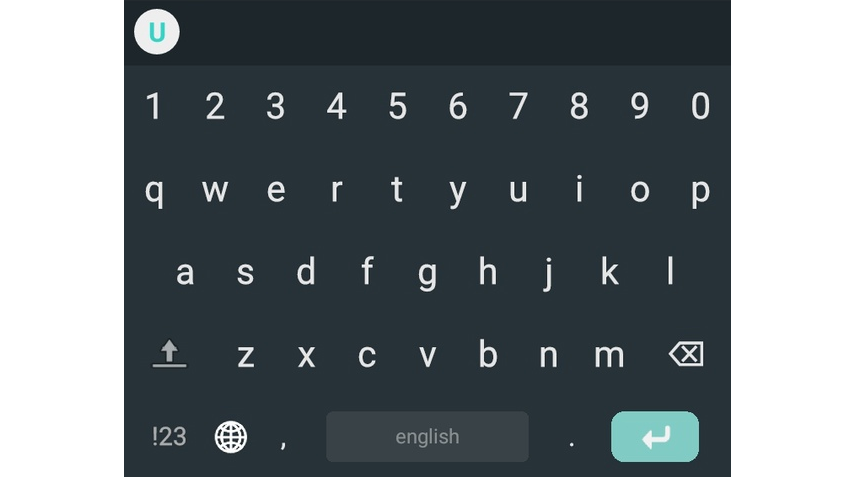 U
1 2 3 4 5 6 7 8 9 0
q w e r t y u i o p
a s d f g h j k l
z x c v b n m
!23 , english .